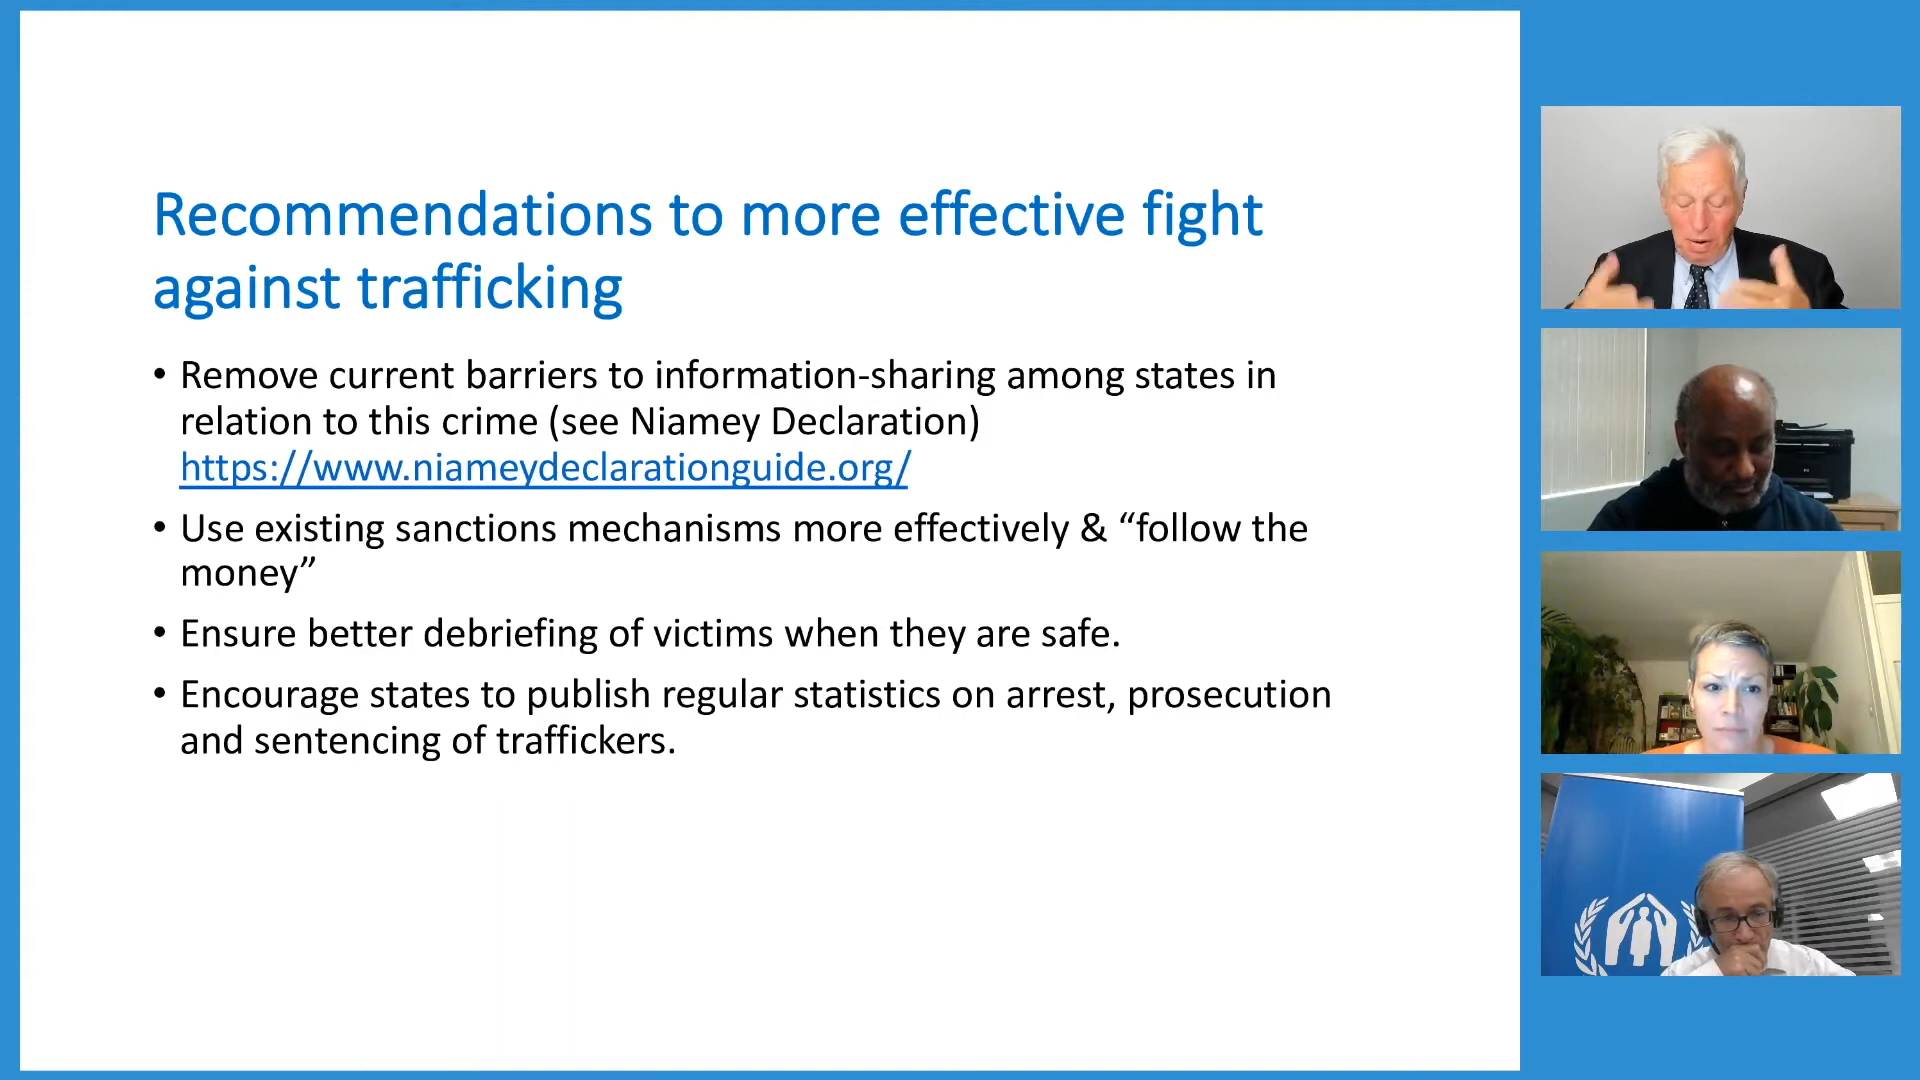 Recommendations to more effective fight
against trafficking
• Remove current barriers to information-sharing among states in
relation to this crime (see Niamey Declaration)
https://www.niameydeclarationguide.org/
• Use existing sanctions mechanisms more effectively & “follow the
money”
• Ensure better debriefing of victims when they are safe.
• Encourage states to publish regular statistics on arrest, prosecution
and sentencing of traffickers.